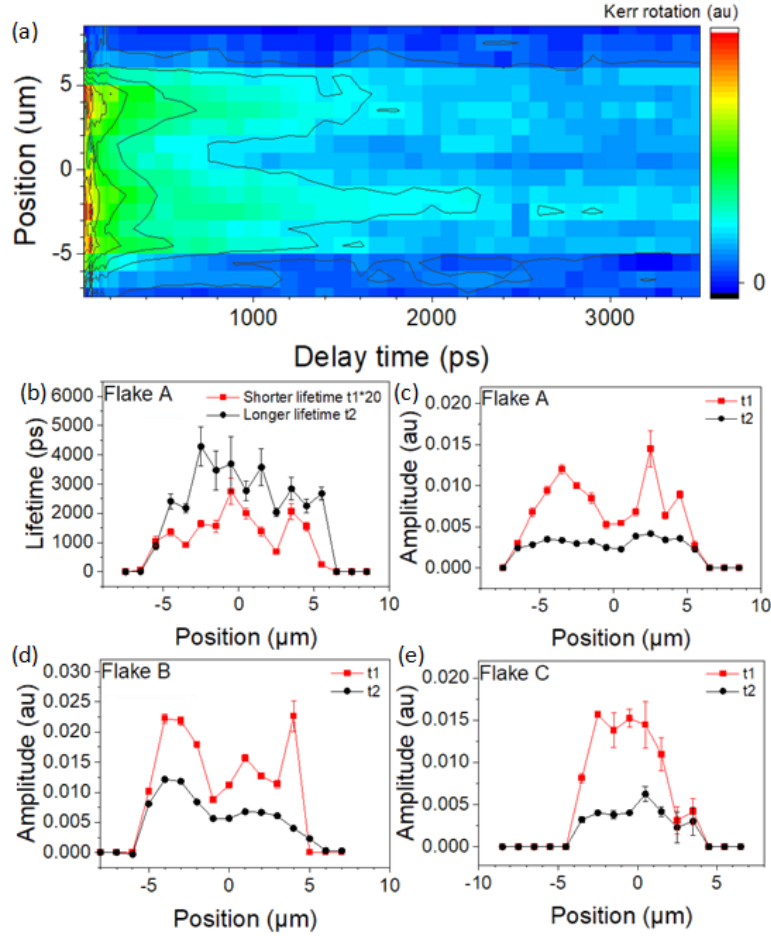 Kerr rotation (au)
(a)
Position (um)
5
0
-5
0
1000
2000
3000
Delay time (ps)
(b)
Flake A
Shorter lifetime t1*20
Longer lifetime t2
Lifetime (ps)
6000
5000
4000
3000
2000
1000
0
-5
0
5
10
Position (µm)
(c)
Flake A
t1
t2
Amplitude (au)
0.020
0.015
0.010
0.005
0.000
-5
0
5
10
Position (µm)
(d)
Flake B
t1
t2
Amplitude (au)
0.030
0.025
0.020
0.015
0.010
0.005
0.000
-5
0
5
10
Position (µm)
(e)
Flake C
t1
t2
Amplitude (au)
0.020
0.015
0.010
0.005
0.000
-10
-5
0
5
Position (µm)